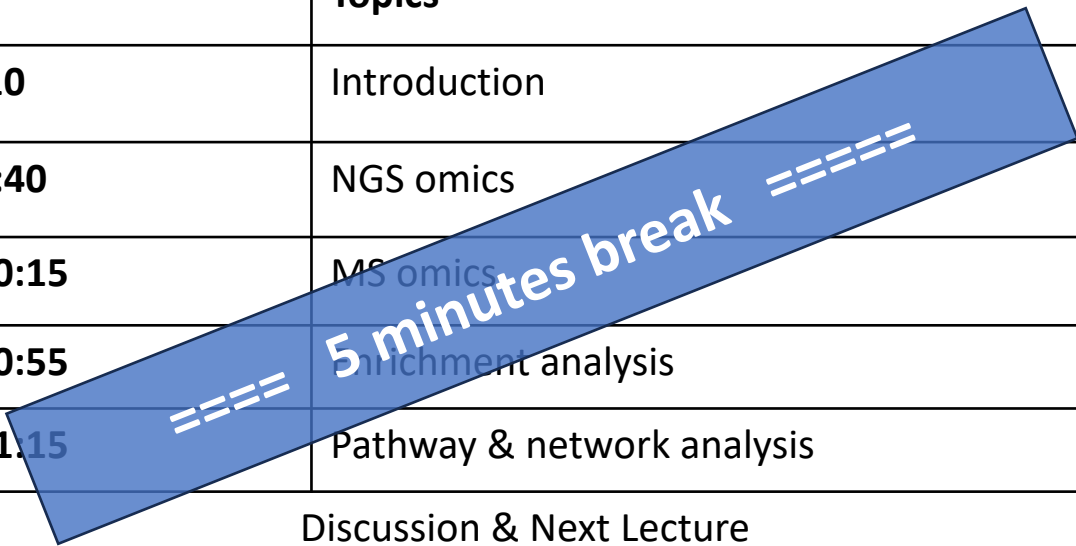 Topics
0 Introduction
:40 NGS omics
0:15 MS omics
0:55 Enrichment analysis
1:15 Pathway & network analysis
==== 5 minutes break =====
Discussion & Next Lecture